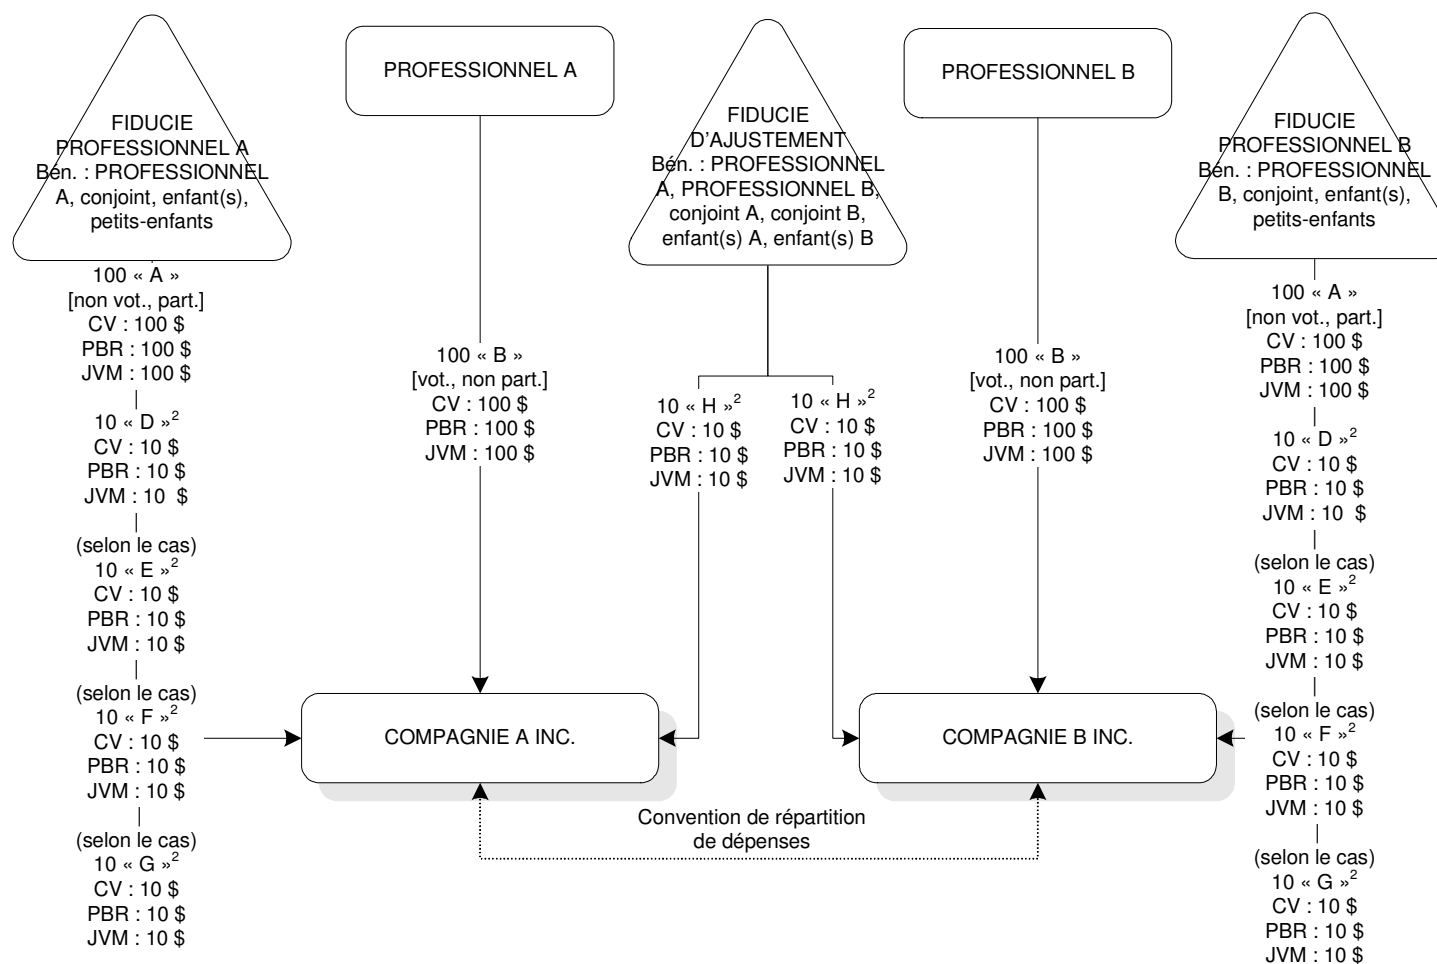 FIDUCIE
PROFESSIONNEL A
Bén. : PROFESSIONNEL
A, conjoint, enfant(s),
petits-enfants
100 « A »
[non vot., part.]
CV : 100 $
PBR : 100 $
JVM : 100 $
10 « D »²
CV : 10 $
PBR : 10 $
JVM : 10 $
(selon le cas)
10 « E »²
CV : 10 $
PBR : 10 $
JVM : 10 $
(selon le cas)
10 « F »²
CV : 10 $
PBR : 10 $
JVM : 10 $
(selon le cas)
10 « G »²
CV : 10 $
PBR : 10 $
JVM : 10 $
PROFESSIONNEL A
100 « B »
[vot., non part.]
CV : 100 $
PBR : 100 $
JVM : 100 $
COMPAGNIE A INC.
FIDUCIE
D'AJUSTEMENT
Bén. : PROFESSIONNEL
A, PROFESSIONNEL B,
conjoint A, conjoint B,
enfant(s) A, enfant(s) B
10 « H »²
CV : 10 $
PBR : 10 $
JVM : 10 $
10 « H »²
CV : 10 $
PBR : 10 $
JVM : 10 $
Convention de répartition
de dépenses
PROFESSIONNEL B
100 « B »
[vot., non part.]
CV : 100 $
PBR : 100 $
JVM : 100 $
COMPAGNIE B INC.
FIDUCIE
PROFESSIONNEL B
Bén. : PROFESSIONNEL
B, conjoint, enfant(s),
petits-enfants
100 « A »
[non vot., part.]
CV : 100 $
PBR : 100 $
JVM : 100 $
10 « D »²
CV : 10 $
PBR : 10 $
JVM : 10 $
(selon le cas)
10 « E »²
CV : 10 $
PBR : 10 $
JVM : 10 $
(selon le cas)
10 « F »²
CV : 10 $
PBR : 10 $
JVM : 10 $
(selon le cas)
10 « G »²
CV : 10 $
PBR : 10 $
JVM : 10 $